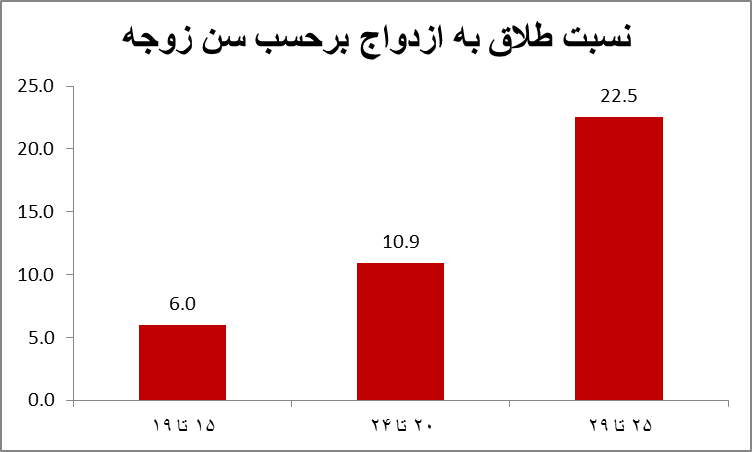 نسبت طلاق به ازدواج برحسب سن زوجه
25.0
22.5
20.0
15.0
10.9
10.0
6.0
5.0
0.0
۱۵ تا ۱۹
۲۰ تا ۲۴
۲۵ تا ۲۹